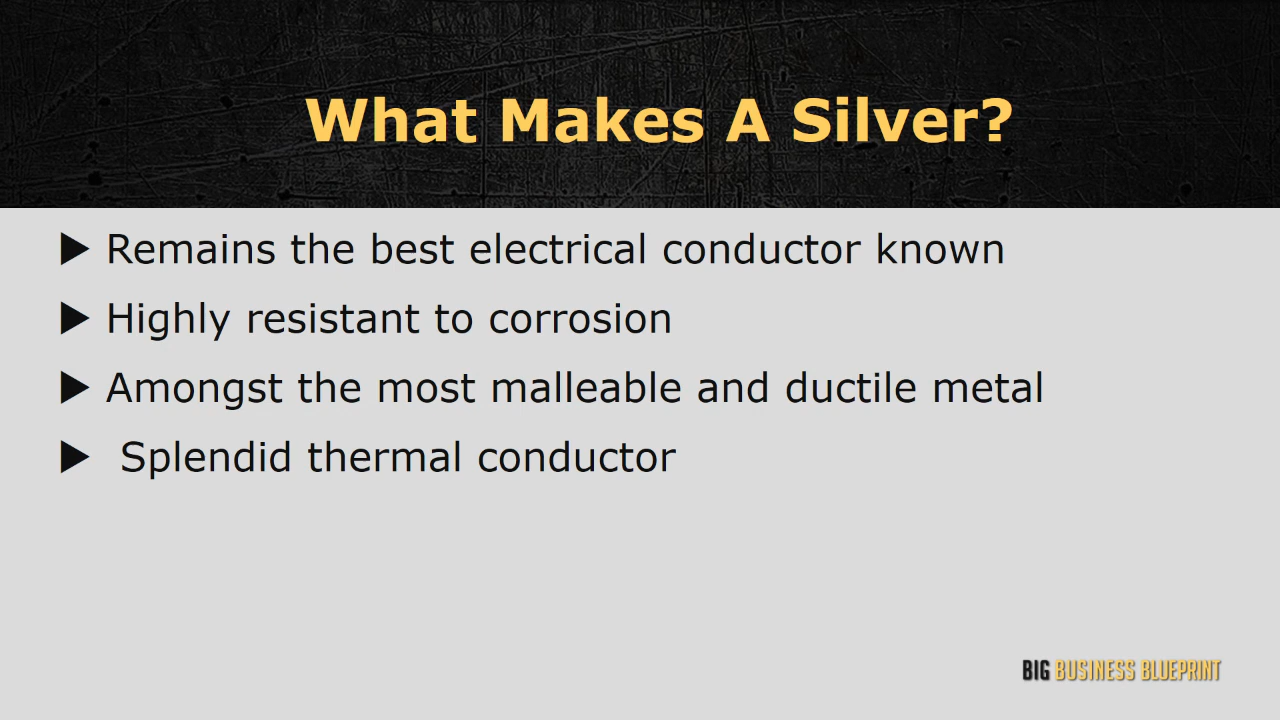 What Makes A Silver?
▶ Remains the best electrical conductor known
▶ Highly resistant to corrosion
▶ Amongst the most malleable and ductile metal
▶ Splendid thermal conductor
BIG BUSINESS BLUEPRINT